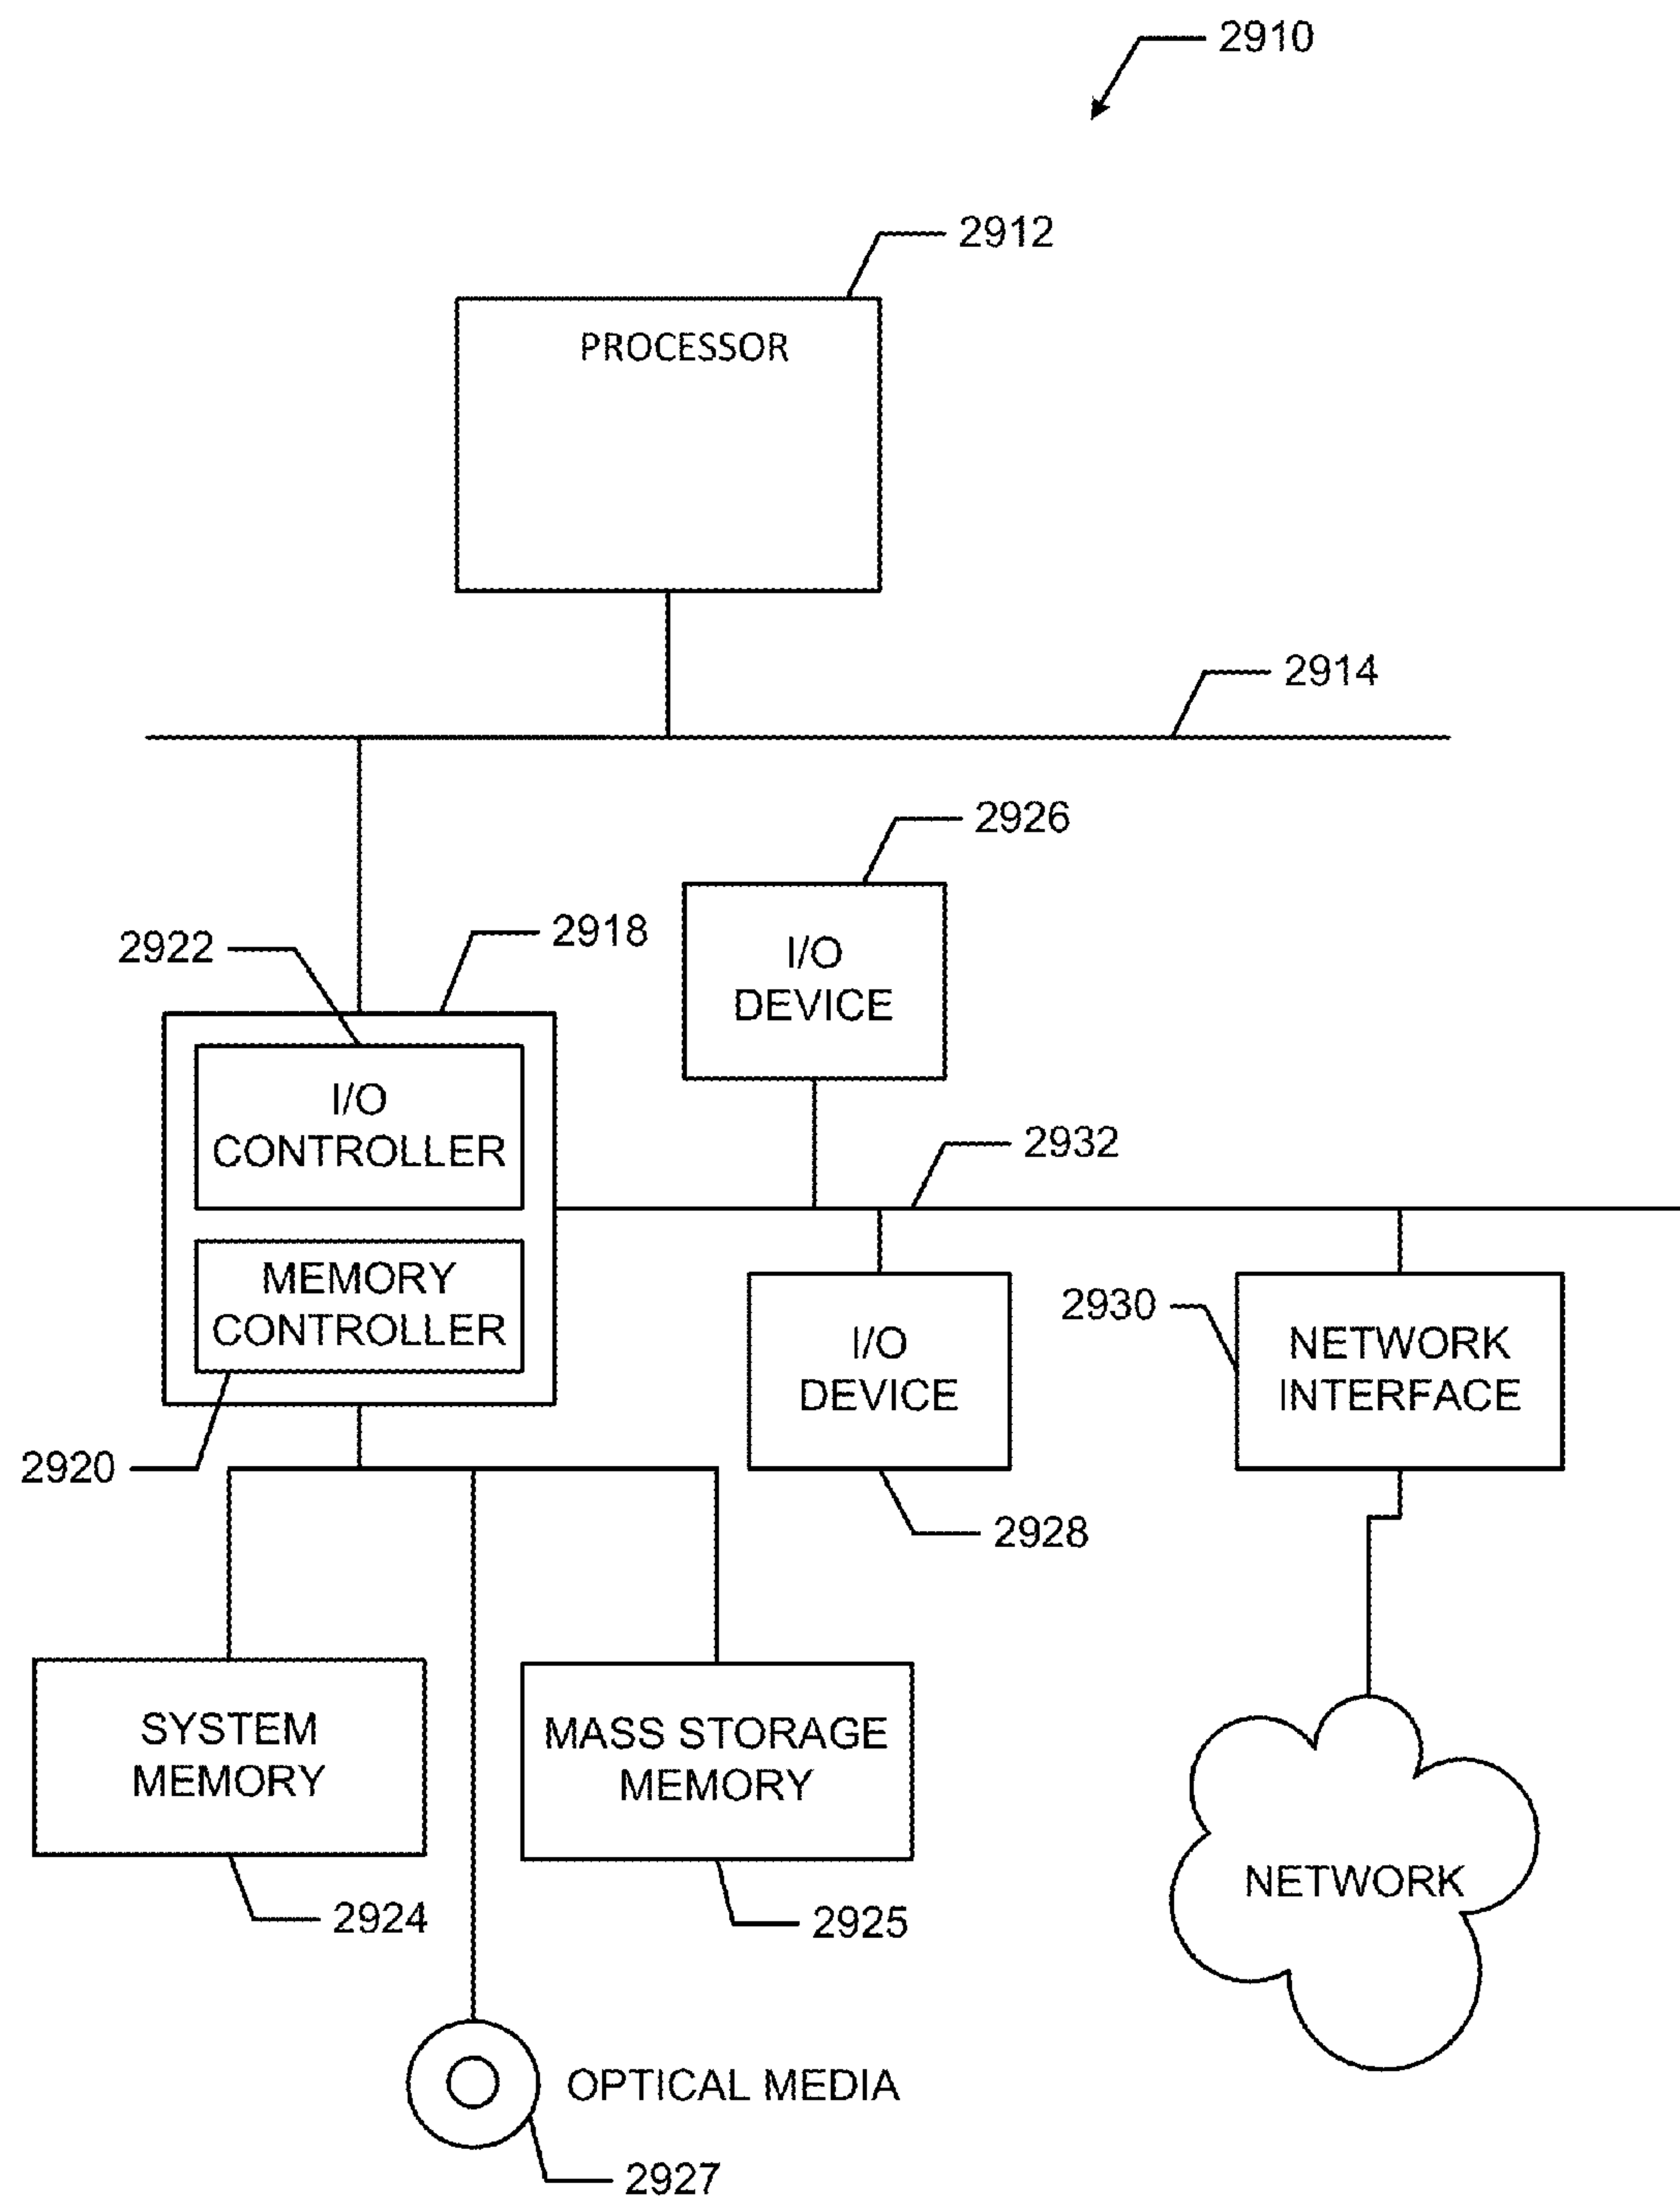 2910
2912
PROCESSOR
2914
2926
2922
2918
I/O
DEVICE
I/O
CONTROLLER
2932
MEMORY
CONTROLLER
2930
I/O
DEVICE
NETWORK
INTERFACE
2920
2928
SYSTEM
MEMORY
MASS STORAGE
MEMORY
NETWORK
2924
2925
OPTICAL MEDIA
2927